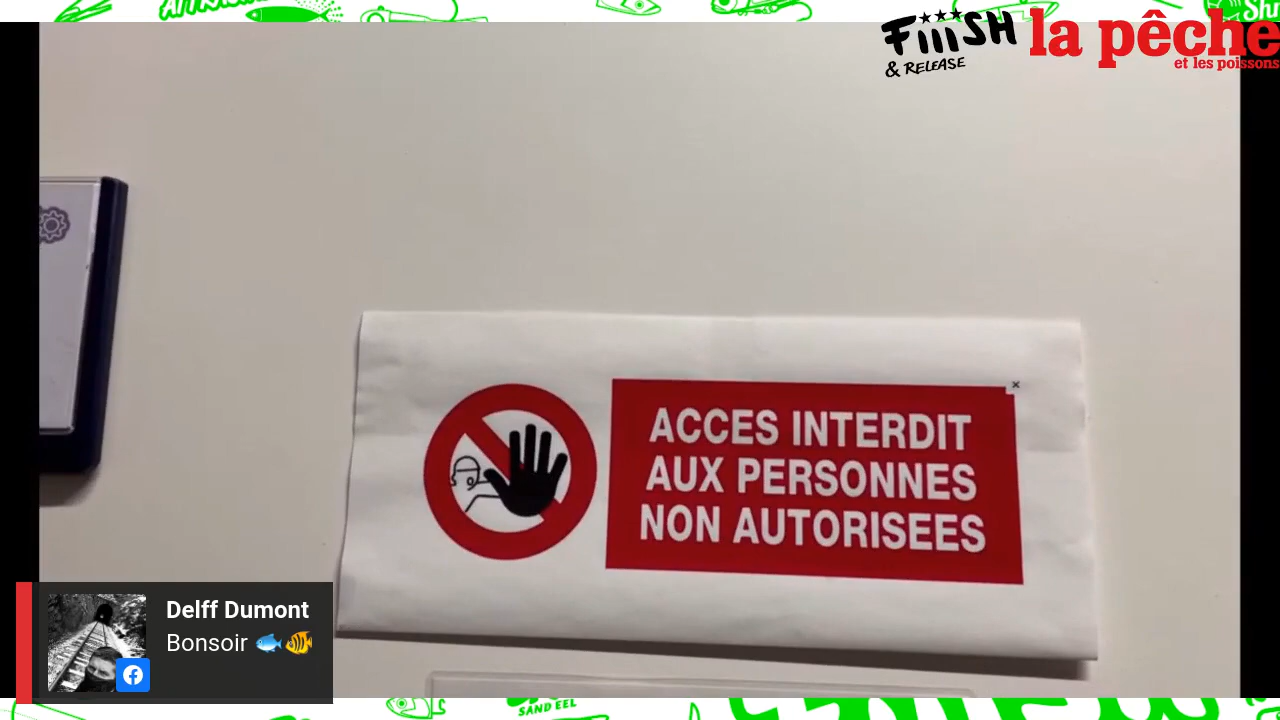 FiiiSH
& RELEASE
la pêche
et les poissons
ACCES INTERDIT
AUX PERSONNES
NON AUTORISEES
Delff Dumont
Bonsoir 🐟🐠
SAND EEL